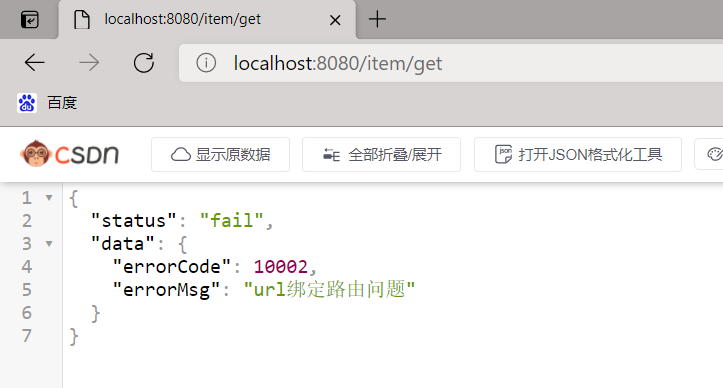 localhost:8080/item/get
localhost:8080/item/get
百度
CSDN 显示原数据 全部折叠/展开 打开JSON格式化工具
1 {
2 "status": "fail",
3 "data": {
4 "errorCode": 10002,
5 "errorMsg": "url绑定路由问题"
6 }
7 }